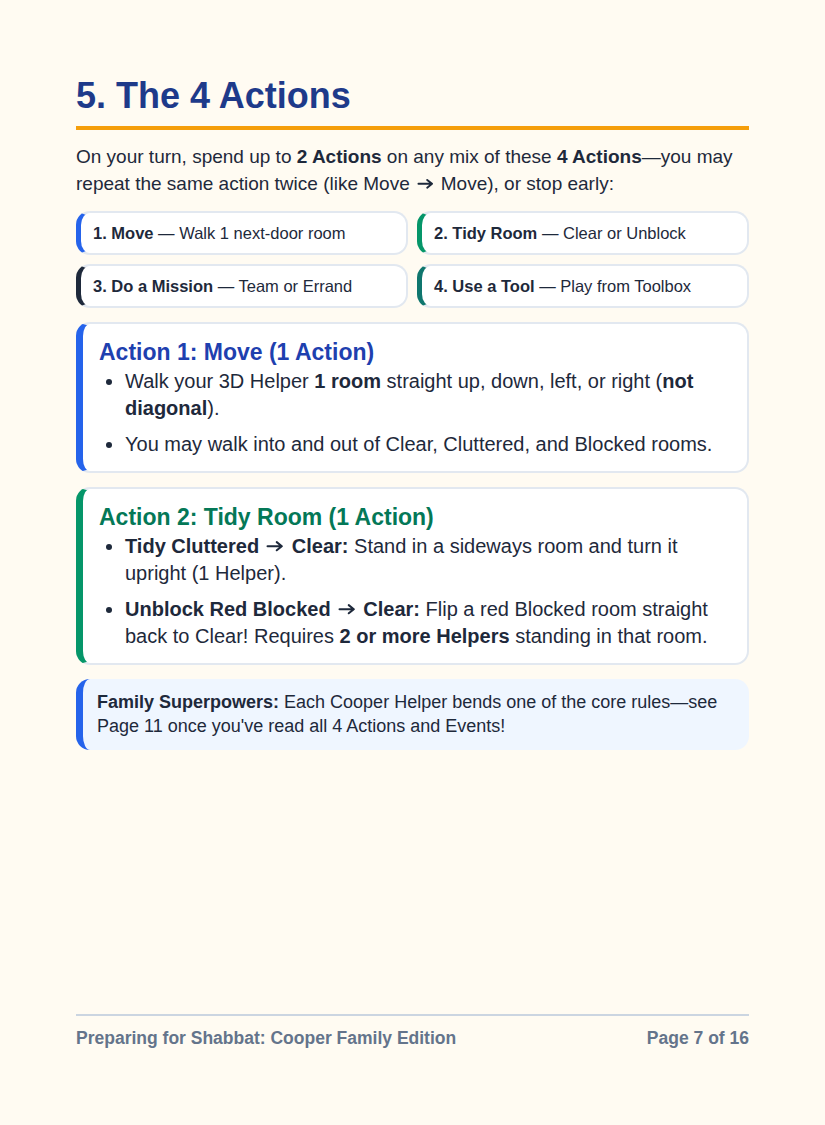 5. The 4 Actions
On your turn, spend up to 2 Actions on any mix of these 4 Actions—you may
repeat the same action twice (like Move → Move), or stop early:
1. Move — Walk 1 next-door room
2. Tidy Room — Clear or Unblock
3. Do a Mission — Team or Errand
4. Use a Tool — Play from Toolbox
Action 1: Move (1 Action)
• Walk your 3D Helper 1 room straight up, down, left, or right (not
diagonal).
• You may walk into and out of Clear, Cluttered, and Blocked rooms.
Action 2: Tidy Room (1 Action)
• Tidy Cluttered → Clear: Stand in a sideways room and turn it
upright (1 Helper).
• Unblock Red Blocked → Clear: Flip a red Blocked room straight
back to Clear! Requires 2 or more Helpers standing in that room.
Family Superpowers: Each Cooper Helper bends one of the core rules—see
Page 11 once you've read all 4 Actions and Events!
Preparing for Shabbat: Cooper Family Edition
Page 7 of 16